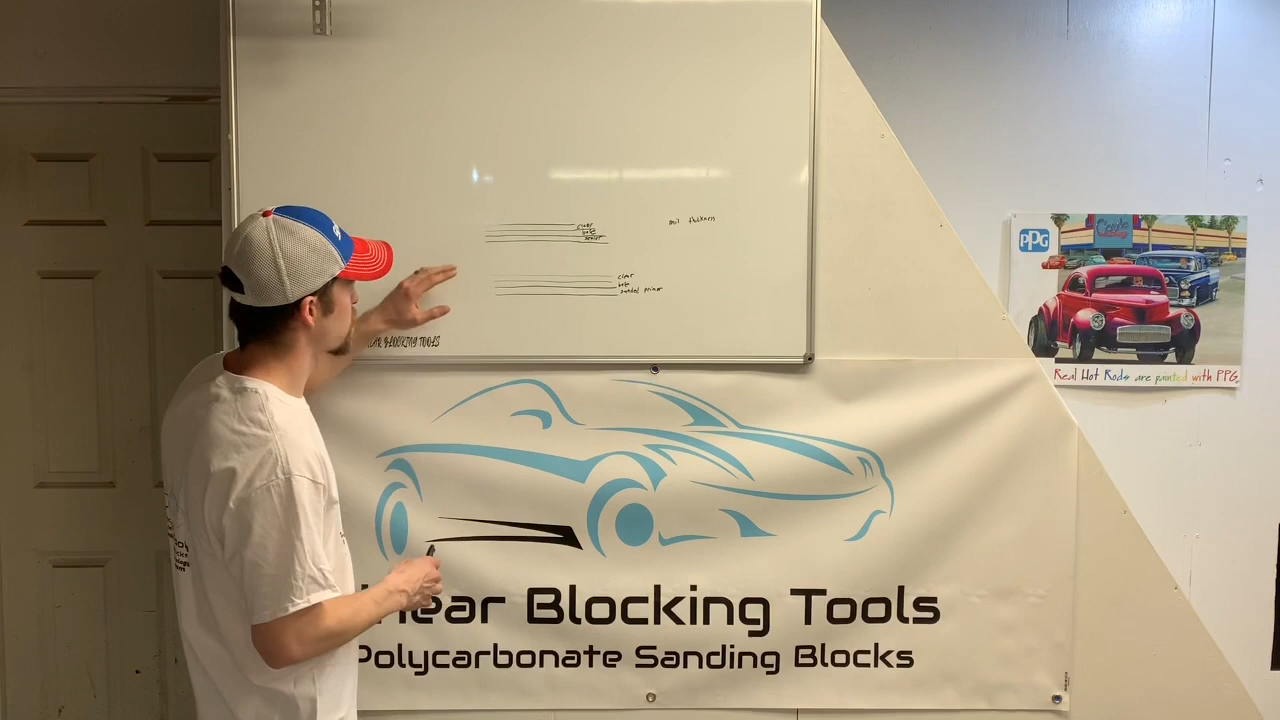 clear
base
sealer
mil thickness
clear
base
sanded primer
EAR BLOCKING TOOLS
PPG
Real Hot Rods are painted with PPG.
near Blocking Tools
Polycarbonate Sanding Blocks